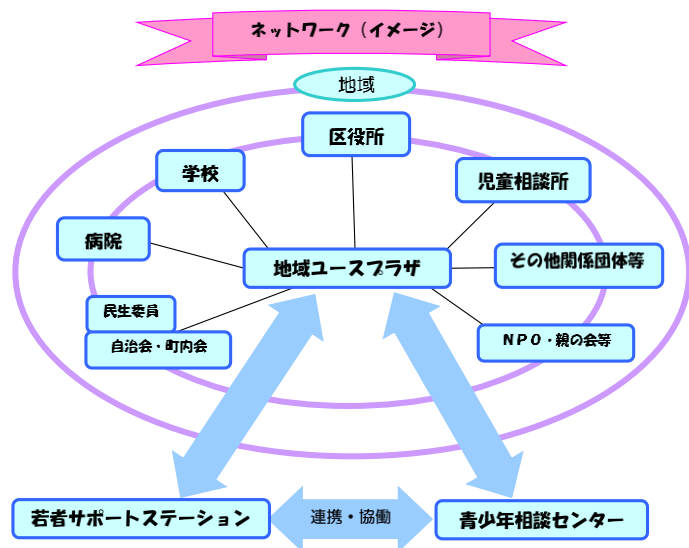 ネットワーク（イメージ）
地域
区役所
学校
児童相談所
病院
地域ユースプラザ
その他関係団体等
民生委員
自治会・町内会
ＮＰＯ・親の会等
若者サポートステーション
連携・協働
青少年相談センター